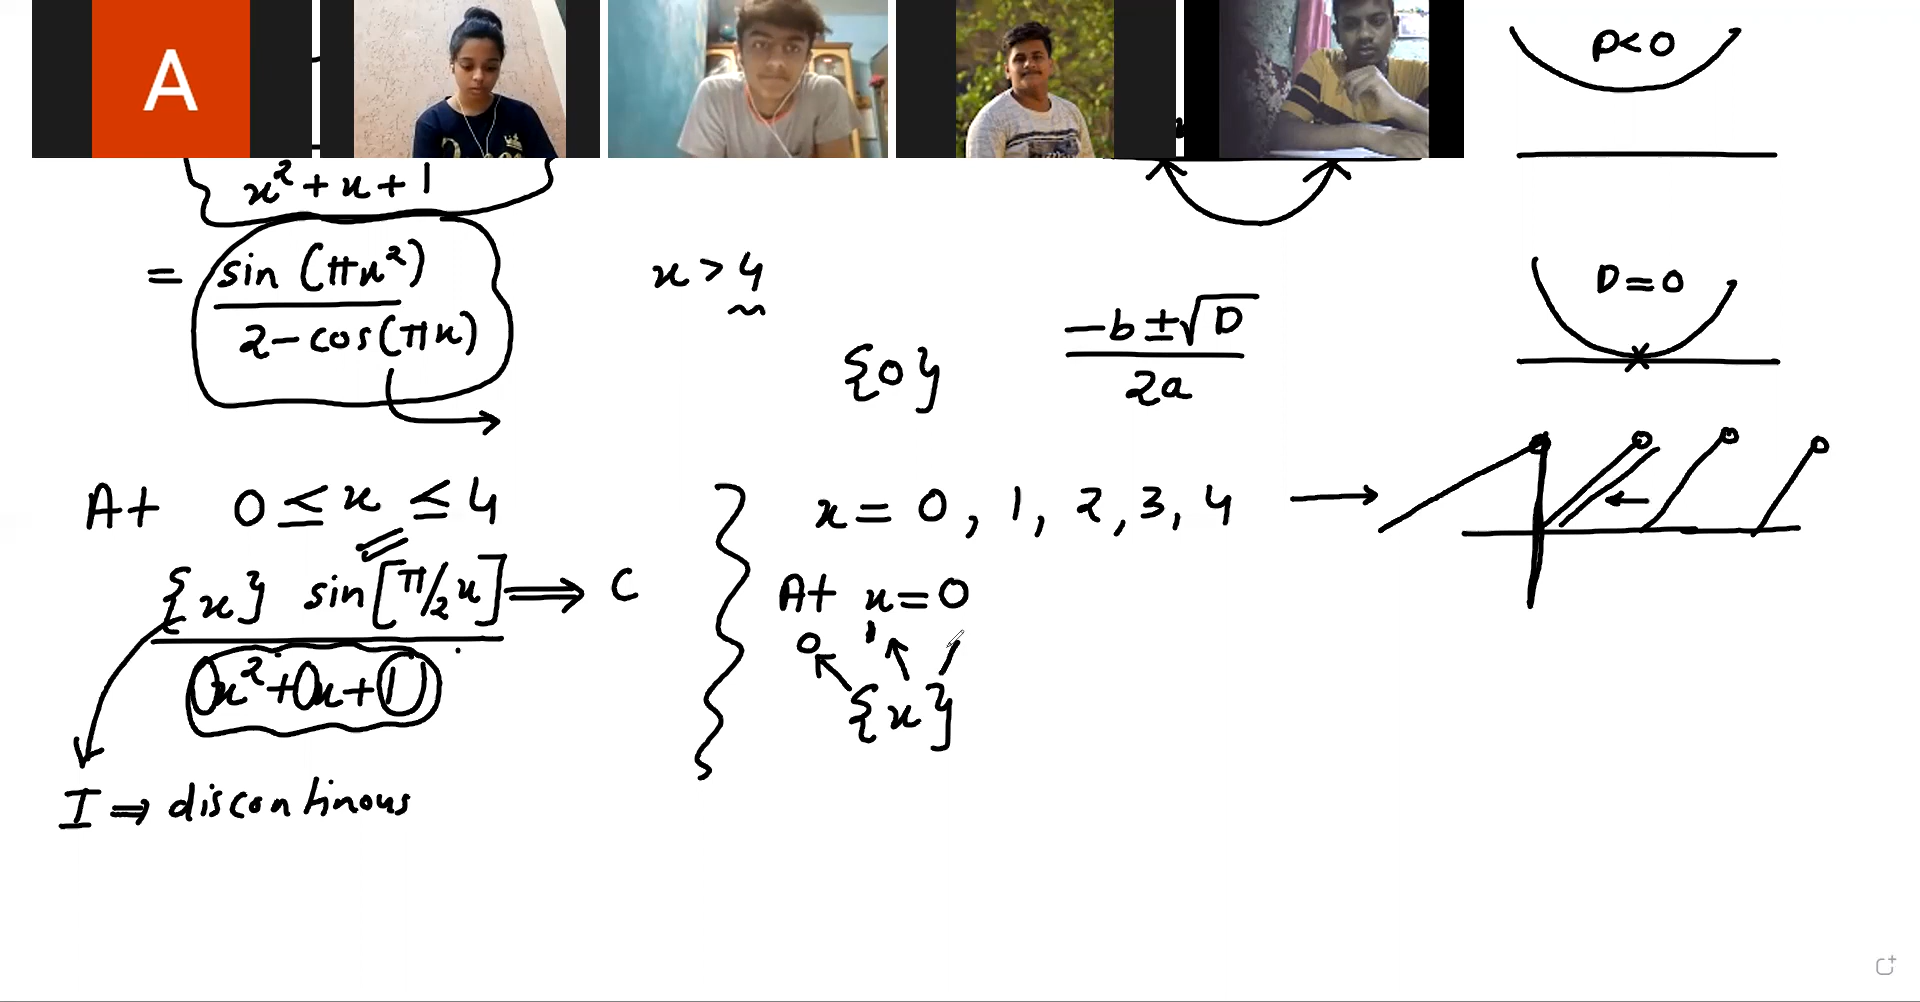 A
x² + x + 1
= sin (πx²)
2 - cos(πx)
x > 4
{0}
-b ± √D
2a
D<0
D=0
At 0 ≤ x ≤ 4
{x} sin[π/2 x] ⟹ C
x² + x + 1
I ⇒ discontinous
x = 0, 1, 2, 3, 4 →
At x=0
0 1
{x}